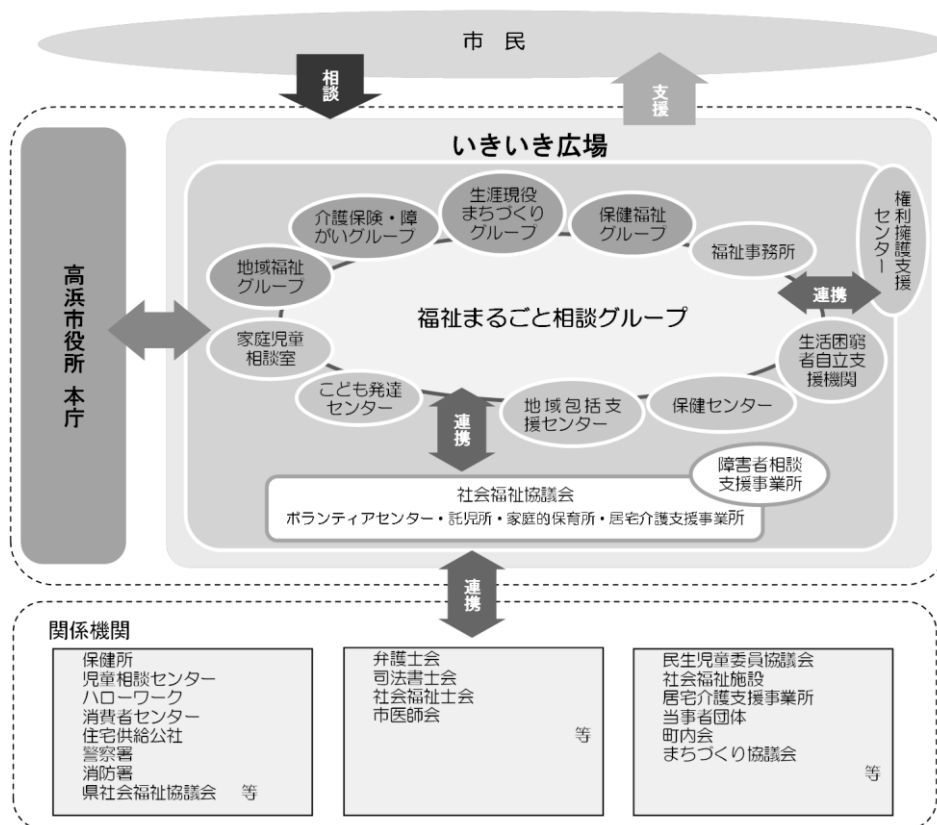 市 民
相談
支援
いきいき広場
高浜市役所 本庁
権利擁護支援
センター
生涯現役
まちづくり
グループ
介護保険・障
がいグループ
保健福祉
グループ
福祉事務所
地域福祉
グループ
連携
福祉まるごと相談グループ
家庭児童
相談室
生活困窮
者自立支
援機関
こども発達
センター
地域包括支
援センター
保健センター
連携
障害者相談
支援事業所
社会福祉協議会
ボランティアセンター・託児所・家庭的保育所・居宅介護支援事業所
連携
関係機関
保健所
児童相談センター
ハローワーク
消費者センター
住宅供給公社
警察署
消防署
県社会福祉協議会 等
弁護士会
司法書士会
社会福祉士会
市医師会
等
民生児童委員協議会
社会福祉施設
居宅介護支援事業所
当事者団体
町内会
まちづくり協議会
等